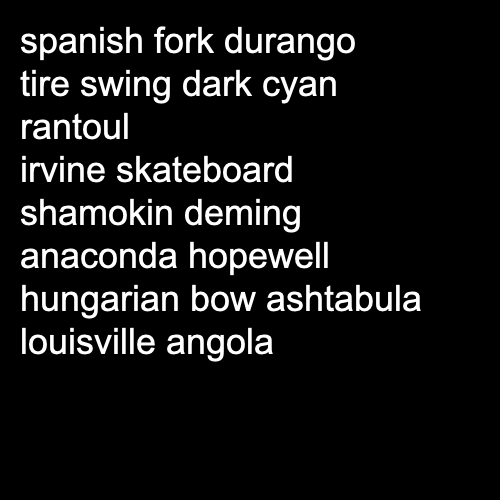 spanish fork durango
tire swing dark cyan
rantoul
irvine skateboard
shamokin deming
anaconda hopewell
hungarian bow ashtabula
louisville angola